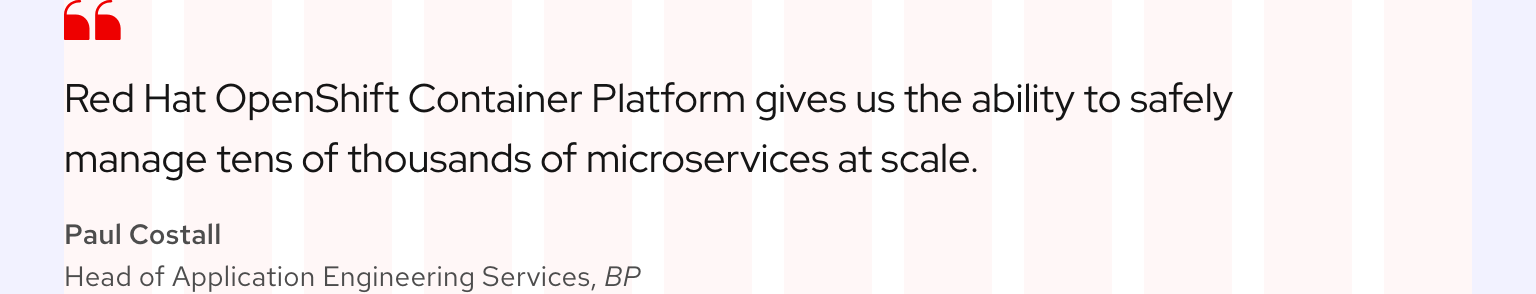 Red Hat OpenShift Container Platform gives us the ability to safely
manage tens of thousands of microservices at scale.
Paul Costall
Head of Application Engineering Services, BP